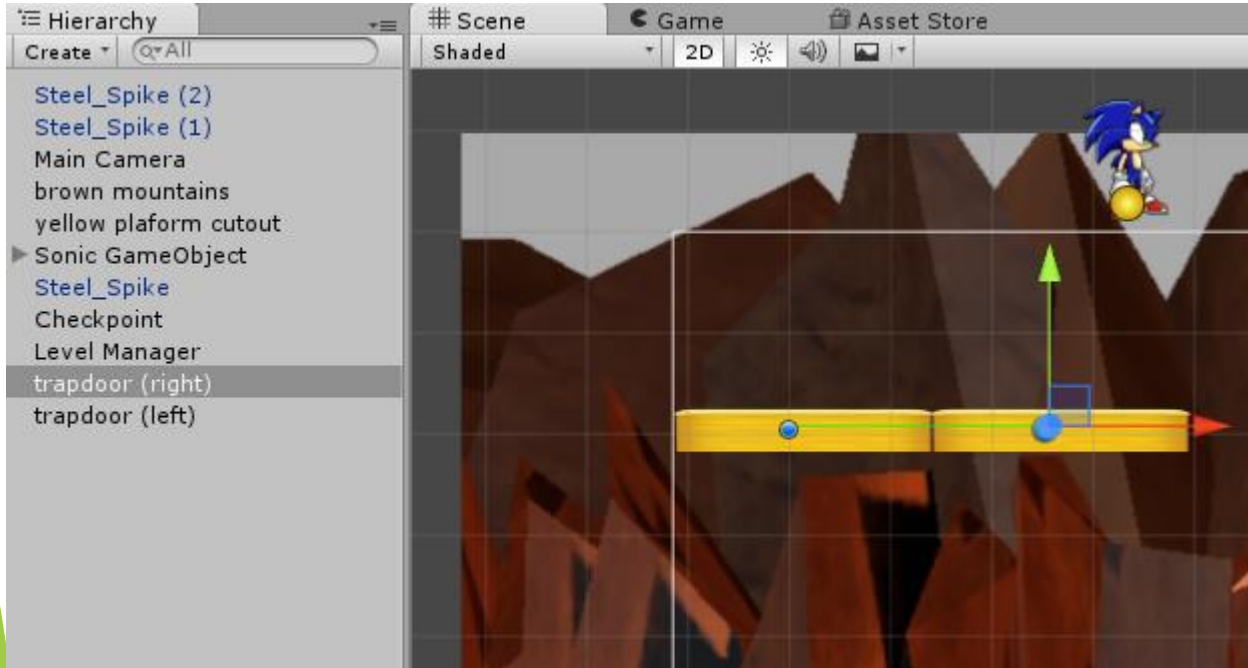 Hierarchy
Create All
Steel_Spike (2)
Steel_Spike (1)
Main Camera
brown mountains
yellow plaform cutout
Sonic GameObject
Steel_Spike
Checkpoint
Level Manager
trapdoor (right)
trapdoor (left)
Scene Game Asset Store
Shaded 2D